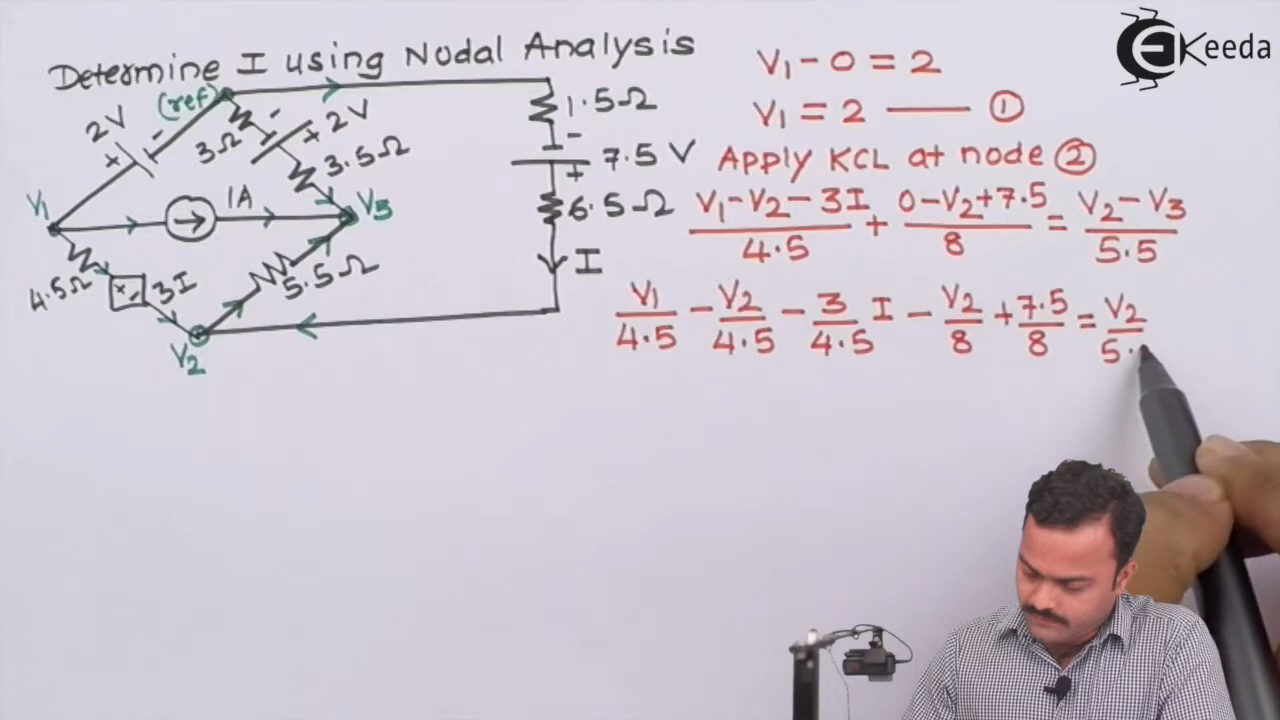 Determine I using Nodal Analysis
EKeeda
(ref)
2V
+ -
3Ω
- + 2V
3.5Ω
1.5Ω
-
7.5 V
+
6.5Ω
I
V1
1A
V3
4.5Ω
+ - 3I
5.5Ω
V2
V1 - 0 = 2
V1 = 2 —— ①
Apply KCL at node ②
V1-V2-3I/4.5 + 0-V2+7.5/8 = V2-V3/5.5
V1/4.5 - V2/4.5 - 3/4.5 I - V2/8 + 7.5/8 = V2/5.